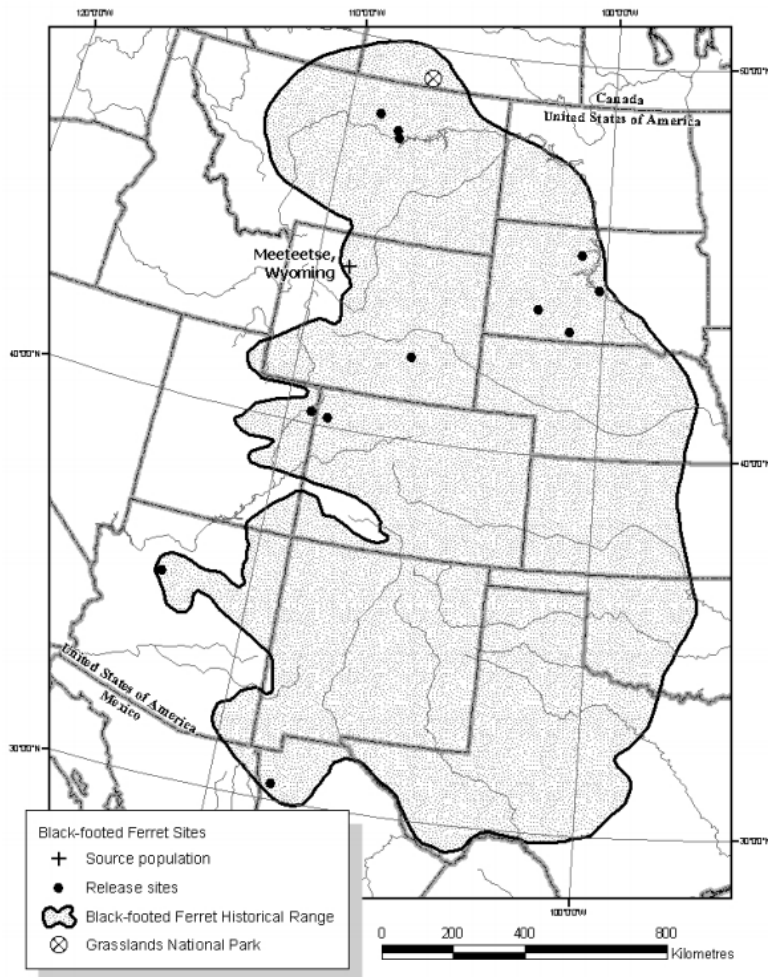 120°0'0"W 110°0'0"W 100°0'0"W
50°0'0"N
Canada
United States of America
Meeteetse,
Wyoming
40°0'0"N
40°0'0"N
United States of America
Mexico
30°0'0"N
30°0'0"N
100°0'0"W
Black-footed Ferret Sites
Source population
Release sites
Black-footed Ferret Historical Range
Grasslands National Park
0 200 400 800
Kilometres